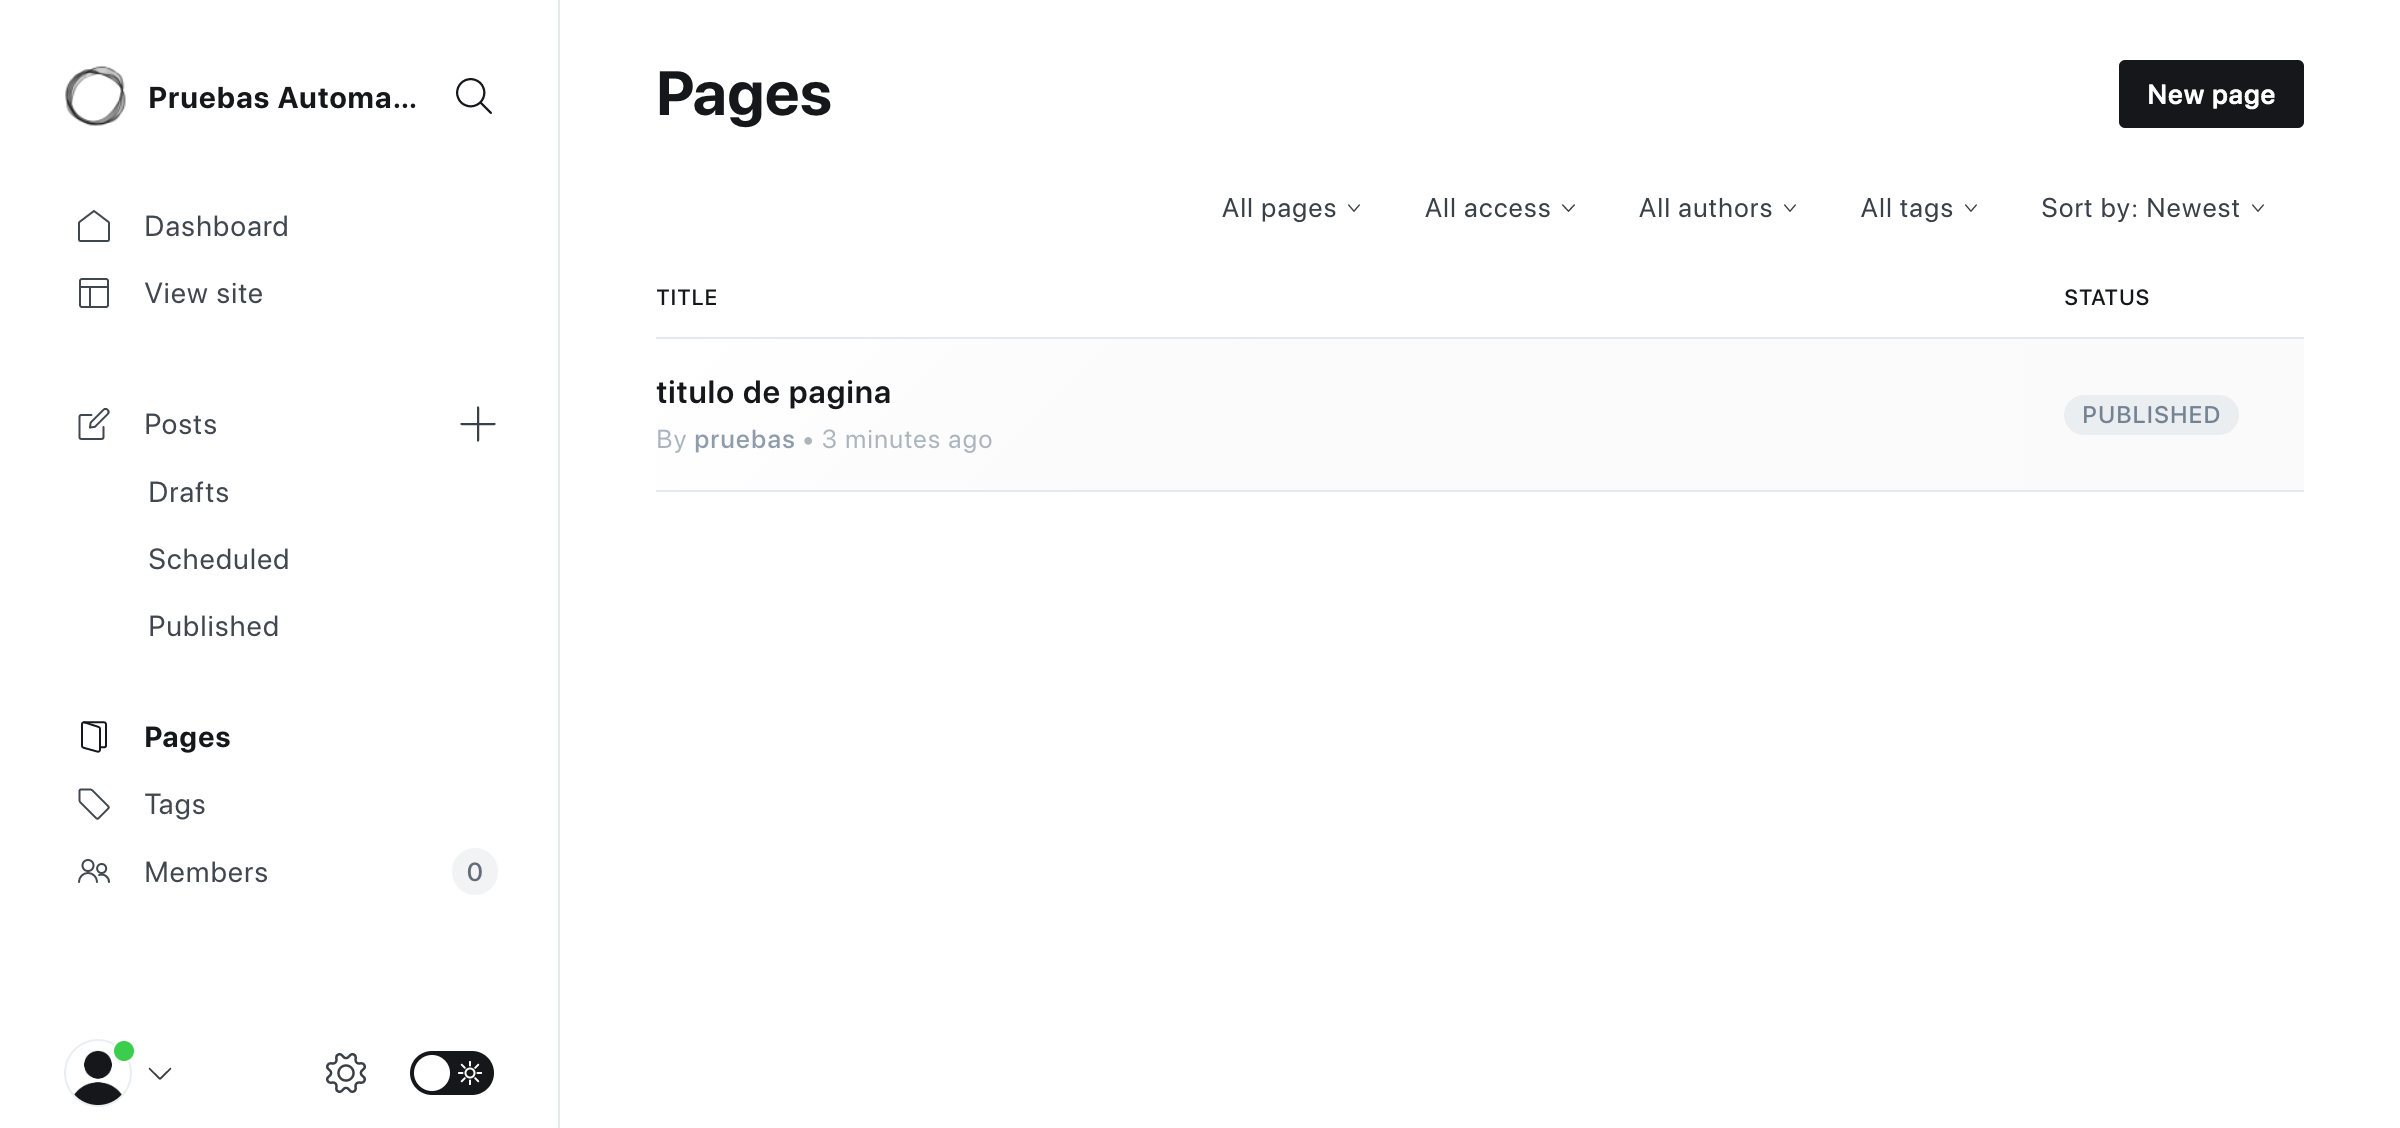 Pruebas Automa...
Dashboard
View site
Posts
Drafts
Scheduled
Published
Pages
Tags
Members
0
Pages
New page
All pages
All access
All authors
All tags
Sort by: Newest
TITLE
STATUS
titulo de pagina
By pruebas • 3 minutes ago
PUBLISHED